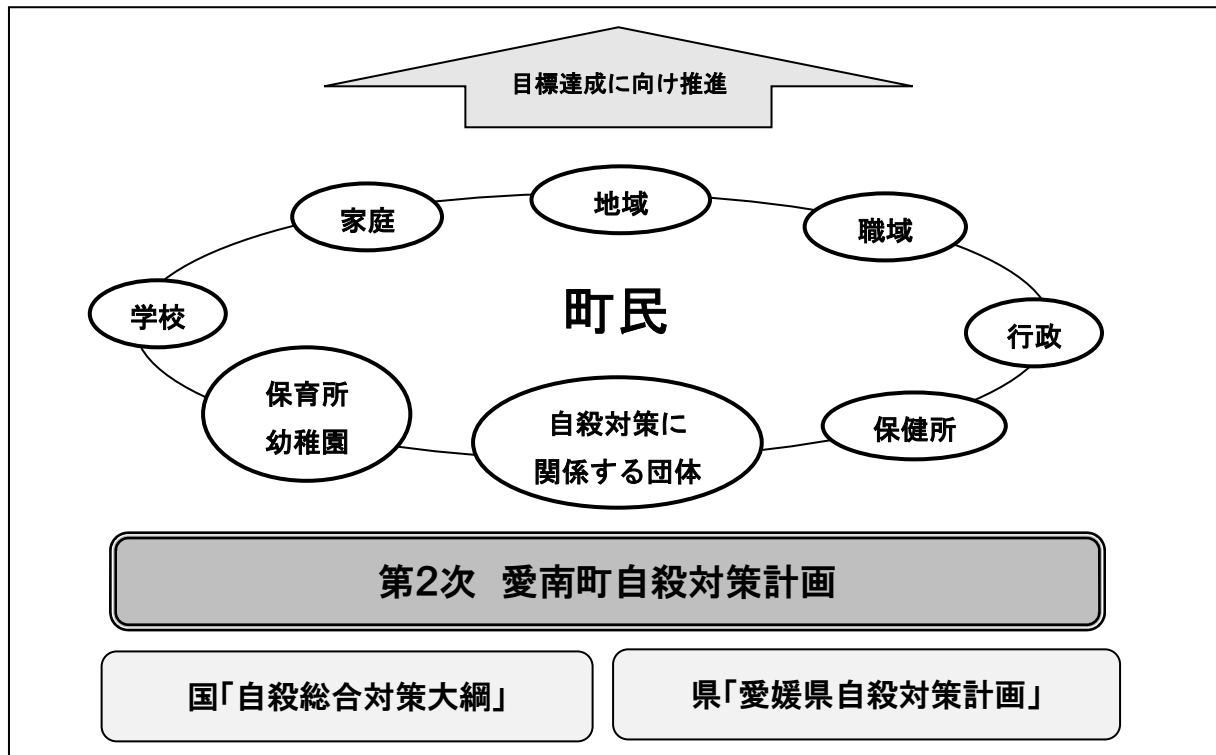 目標達成に向け推進
地域
家庭
職域
学校
町民
行政
保育所
幼稚園
自殺対策に
関係する団体
保健所
第2次 愛南町自殺対策計画
国「自殺総合対策大綱」
県「愛媛県自殺対策計画」